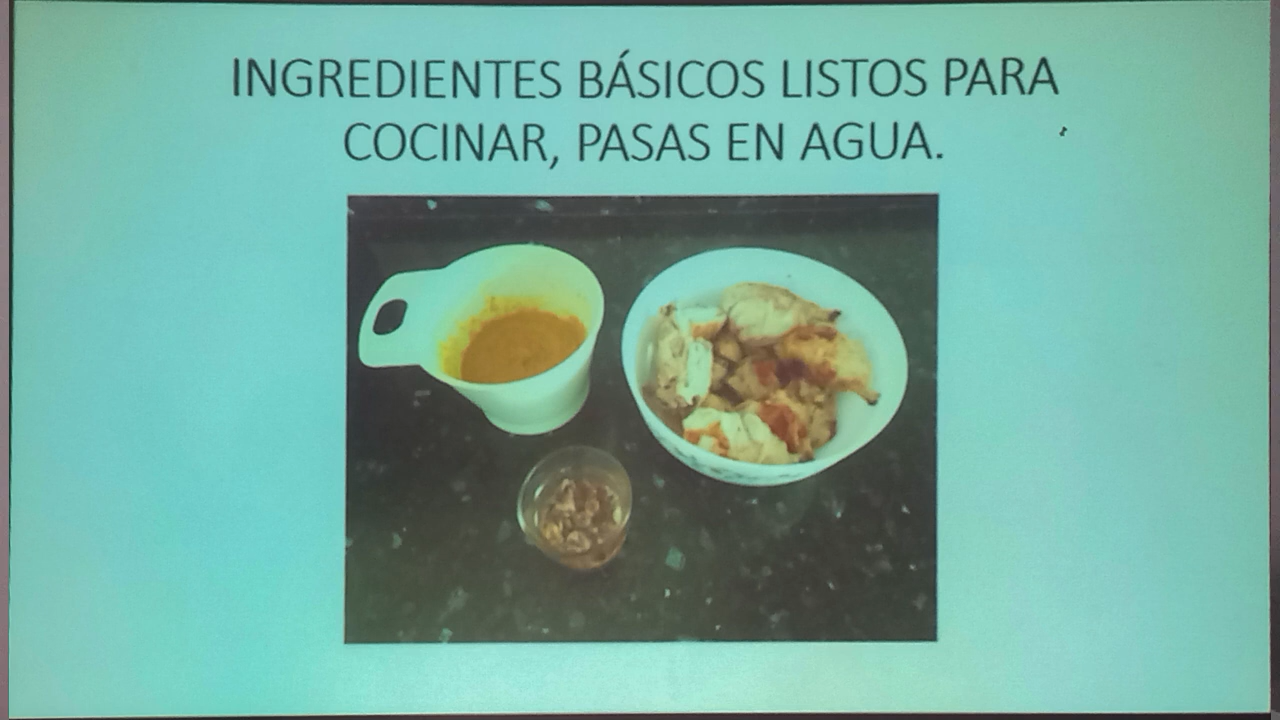 INGREDIENTES BÁSICOS LISTOS PARA
COCINAR, PASAS EN AGUA.